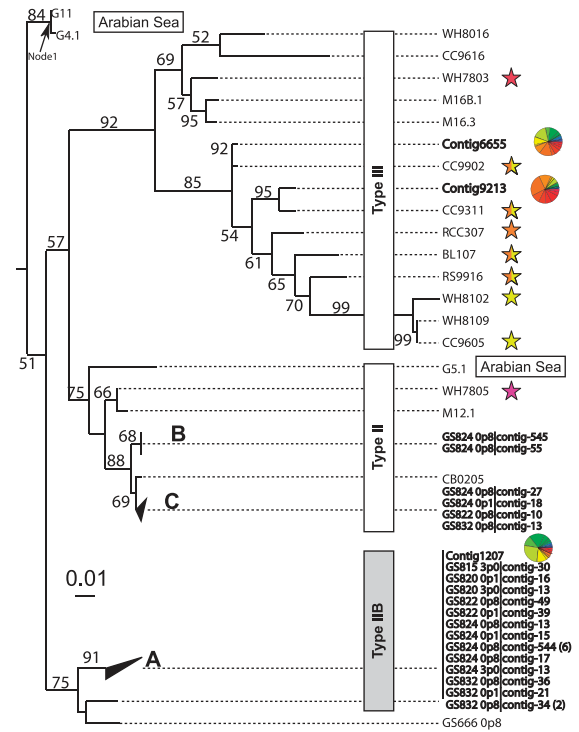 84
G11
G4.1
Node1
Arabian Sea
WH8016
CC9616
WH7803
M16B.1
M16.3
Contig6655
CC9902
Contig9213
CC9311
RCC307
BL107
RS9916
WH8102
WH8109
CC9605
52
69
57
95
92
92
85
95
54
61
65
70
99
99
57
51
Type III
G5.1
Arabian Sea
WH7805
M12.1
GS824 0p8|contig-545
GS824 0p8|contig-55
CB0205
GS824 0p8|contig-27
GS824 0p1|contig-18
GS822 0p8|contig-10
GS832 0p8|contig-13
75
66
68
B
88
69
C
Type II
Contig1207
GS815 3p0|contig-30
GS820 0p1|contig-16
GS820 3p0|contig-13
GS822 0p8|contig-49
GS822 0p1|contig-39
GS824 0p8|contig-13
GS824 0p1|contig-15
GS824 0p8|contig-544 (6)
GS824 0p8|contig-17
GS824 3p0|contig-13
GS832 0p8|contig-36
GS832 0p1|contig-21
GS832 0p8|contig-34 (2)
GS666 0p8
Type IIB
0.01
91
A
75